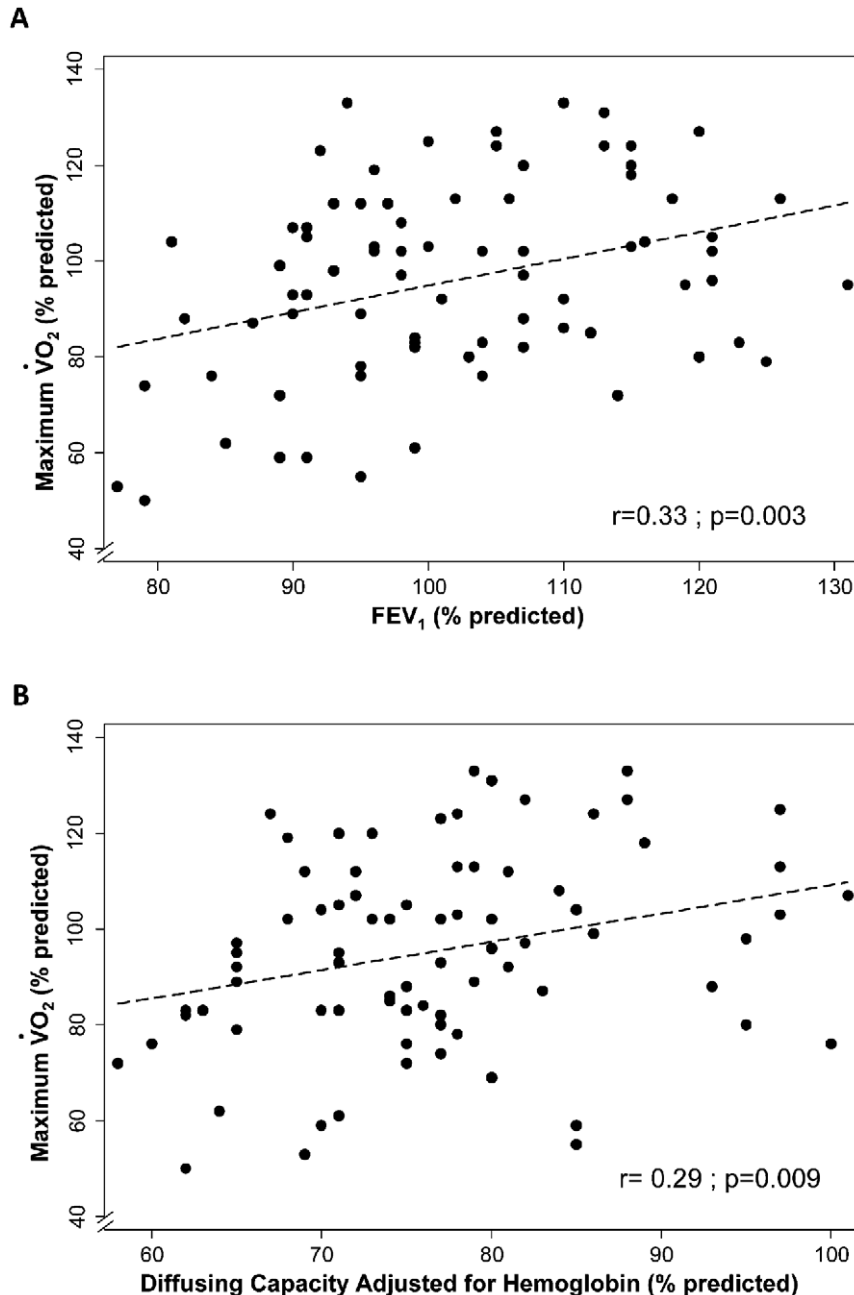 A
Maximum V̇O₂ (% predicted)
140
120
100
80
60
40
80 90 100 110 120 130
FEV₁ (% predicted)
r=0.33 ; p=0.003
B
Maximum V̇O₂ (% predicted)
140
120
100
80
60
40
60 70 80 90 100
Diffusing Capacity Adjusted for Hemoglobin (% predicted)
r= 0.29 ; p=0.009